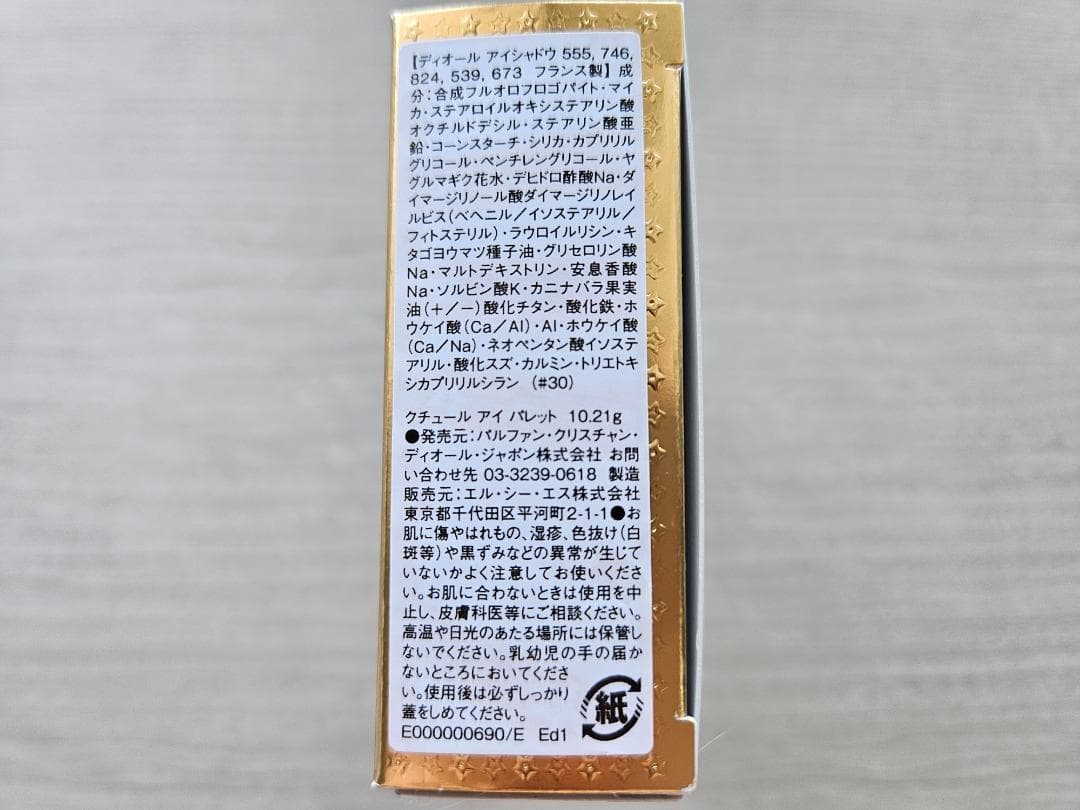 【ディオール アイシャドウ 555, 746,
824, 539, 673 フランス製】成
分:合成フルオロフロゴパイト・マイ
カ・ステアロイルオキシステアリン酸
オクチルドデシル・ステアリン酸亜
鉛・コーンスターチ・シリカ・カプリリル
グリコール・ペンチレングリコール・ヤ
グルマギク花水・デヒドロ酢酸Na・ダ
イマージリノール酸ダイマージリノレイ
ルビス(ベヘニル/イソステアリル/
フィトステリル)・ラウロイルリシン・キ
タゴヨウマツ種子油・グリセロリン酸
Na・マルトデキストリン・安息香酸
Na・ソルビン酸K・カニナバラ果実
油(+/−)酸化チタン・酸化鉄・ホ
ウケイ酸(Ca/Al)・Al・ホウケイ酸
(Ca/Na)・ネオペンタン酸イソステ
アリル・酸化スズ・カルミン・トリエトキ
シカプリリルシラン (#30)
クチュール アイ パレット 10.21g
●発売元:パルファン・クリスチャン・
ディオール・ジャポン株式会社 お問
い合わせ先 03-3239-0618 製造
販売元:エル・シー・エス株式会社
東京都千代田区平河町2-1-1●お
肌に傷やはれもの、湿疹、色抜け(白
斑等)や黒ずみなどの異常が生じて
いないかよく注意してお使いくださ
い。お肌に合わないときは使用を中
止し、皮膚科医等にご相談ください。
高温や日光のあたる場所には保管し
ないでください。乳幼児の手の届か
ないところにおいてくださ
い。使用後は必ずしっかり
蓋をしめてください。
紙
E000000690/E Ed1